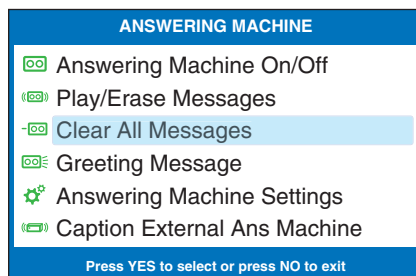 ANSWERING MACHINE
Answering Machine On/Off
Play/Erase Messages
Clear All Messages
Greeting Message
Answering Machine Settings
Caption External Ans Machine
Press YES to select or press NO to exit